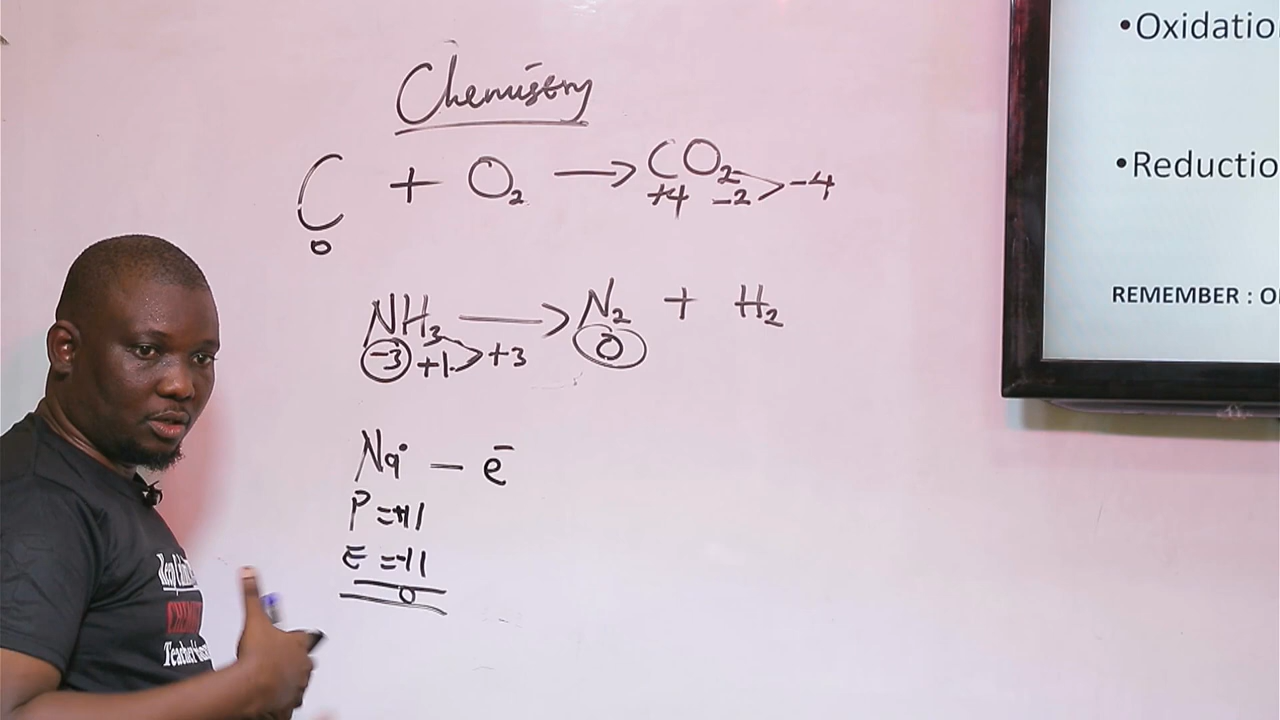 Chemistry
C + O₂ → CO₂
0 +4 -2 > -4
NH₃ → N₂ + H₂
-3 +1 > +3 0
Na - e⁻
P = +11
E = -11
0
•Oxidatio
•Reductio
REMEMBER : O
Teacher